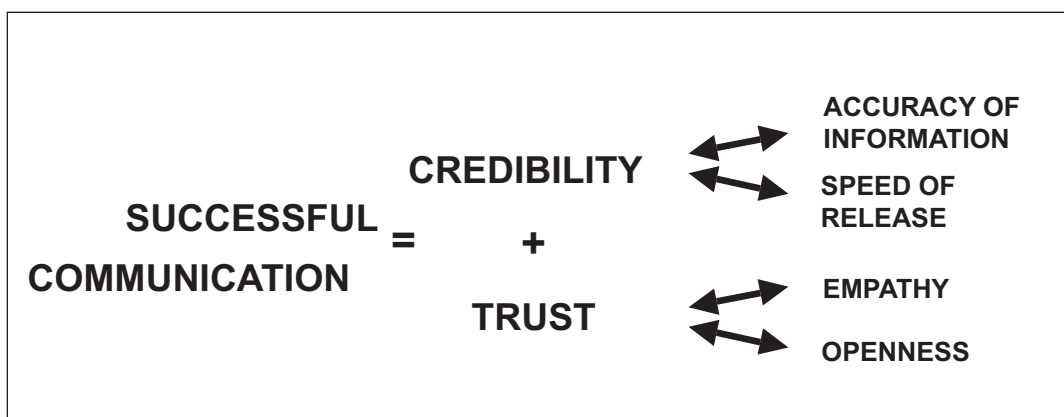 SUCCESSFUL
COMMUNICATION
=
CREDIBILITY
+
TRUST
ACCURACY OF
INFORMATION
SPEED OF
RELEASE
EMPATHY
OPENNESS